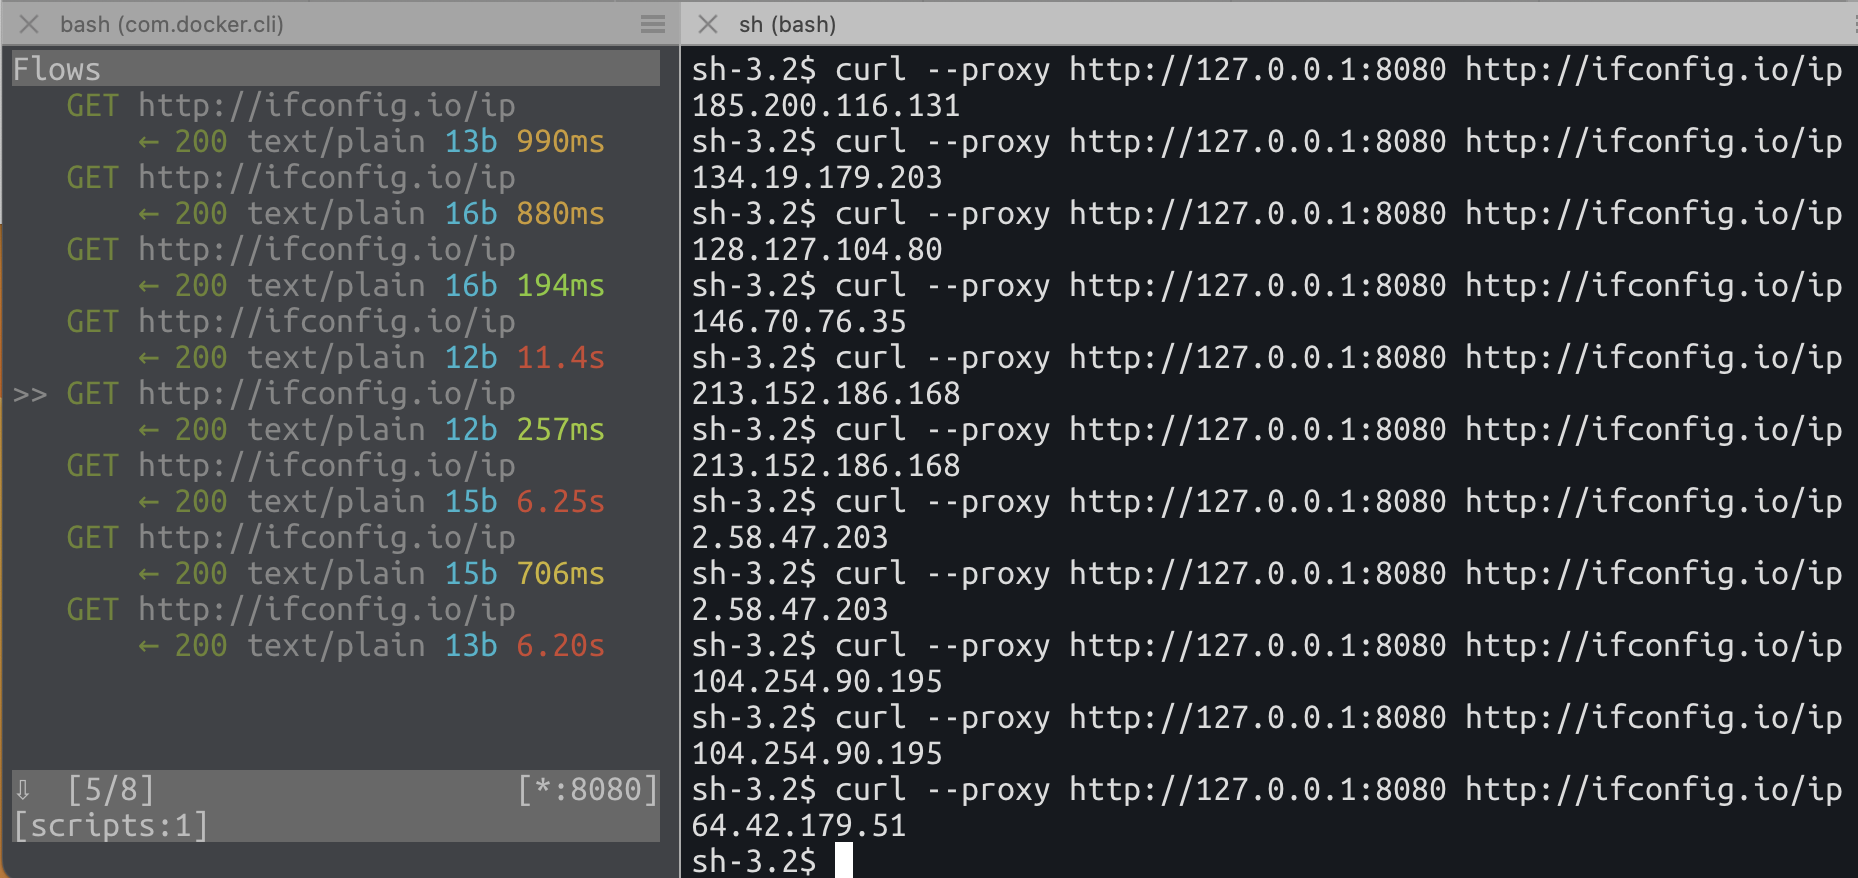 bash (com.docker.cli)
Flows
GET http://ifconfig.io/ip
← 200 text/plain 13b 990ms
GET http://ifconfig.io/ip
← 200 text/plain 16b 880ms
GET http://ifconfig.io/ip
← 200 text/plain 16b 194ms
GET http://ifconfig.io/ip
← 200 text/plain 12b 11.4s
>> GET http://ifconfig.io/ip
← 200 text/plain 12b 257ms
GET http://ifconfig.io/ip
← 200 text/plain 15b 6.25s
GET http://ifconfig.io/ip
← 200 text/plain 15b 706ms
GET http://ifconfig.io/ip
← 200 text/plain 13b 6.20s
⇩ [5/8] [*:8080]
[scripts:1]
sh (bash)
sh-3.2$ curl --proxy http://127.0.0.1:8080 http://ifconfig.io/ip
185.200.116.131
sh-3.2$ curl --proxy http://127.0.0.1:8080 http://ifconfig.io/ip
134.19.179.203
sh-3.2$ curl --proxy http://127.0.0.1:8080 http://ifconfig.io/ip
128.127.104.80
sh-3.2$ curl --proxy http://127.0.0.1:8080 http://ifconfig.io/ip
146.70.76.35
sh-3.2$ curl --proxy http://127.0.0.1:8080 http://ifconfig.io/ip
213.152.186.168
sh-3.2$ curl --proxy http://127.0.0.1:8080 http://ifconfig.io/ip
213.152.186.168
sh-3.2$ curl --proxy http://127.0.0.1:8080 http://ifconfig.io/ip
2.58.47.203
sh-3.2$ curl --proxy http://127.0.0.1:8080 http://ifconfig.io/ip
2.58.47.203
sh-3.2$ curl --proxy http://127.0.0.1:8080 http://ifconfig.io/ip
104.254.90.195
sh-3.2$ curl --proxy http://127.0.0.1:8080 http://ifconfig.io/ip
104.254.90.195
sh-3.2$ curl --proxy http://127.0.0.1:8080 http://ifconfig.io/ip
64.42.179.51
sh-3.2$